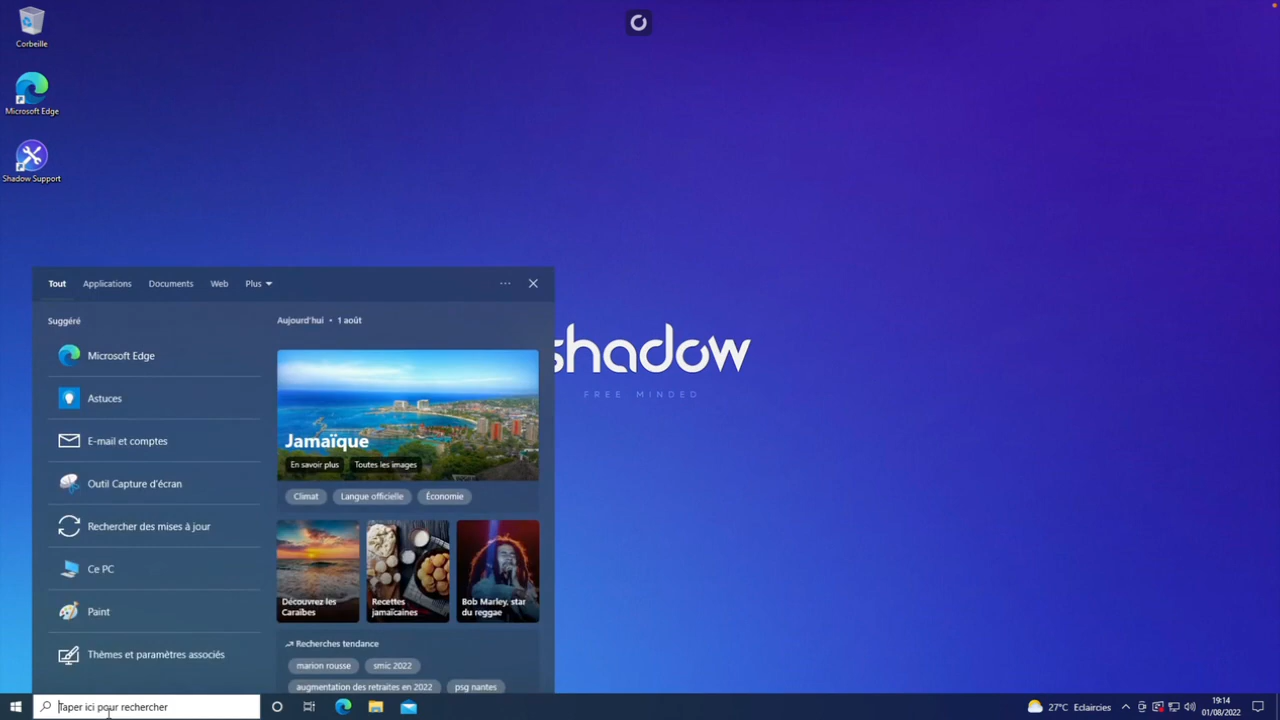 Corbeille
Microsoft Edge
Shadow Support
shadow
FREE MINDED
Tout Applications Documents Web Plus
Suggéré
Microsoft Edge
Astuces
E-mail et comptes
Outil Capture d'écran
Rechercher des mises à jour
Ce PC
Paint
Thèmes et paramètres associés
Aujourd'hui • 1 août
Jamaïque
En savoir plus Toutes les images
Climat Langue officielle Économie
Découvrez les
Caraïbes
Recettes
jamaïcaines
Bob Marley, star
du reggae
Recherches tendance
marion rousse smic 2022
augmentation des retraites en 2022 psg nantes
Taper ici pour rechercher
27°C Eclaircies
19:14
01/08/2022